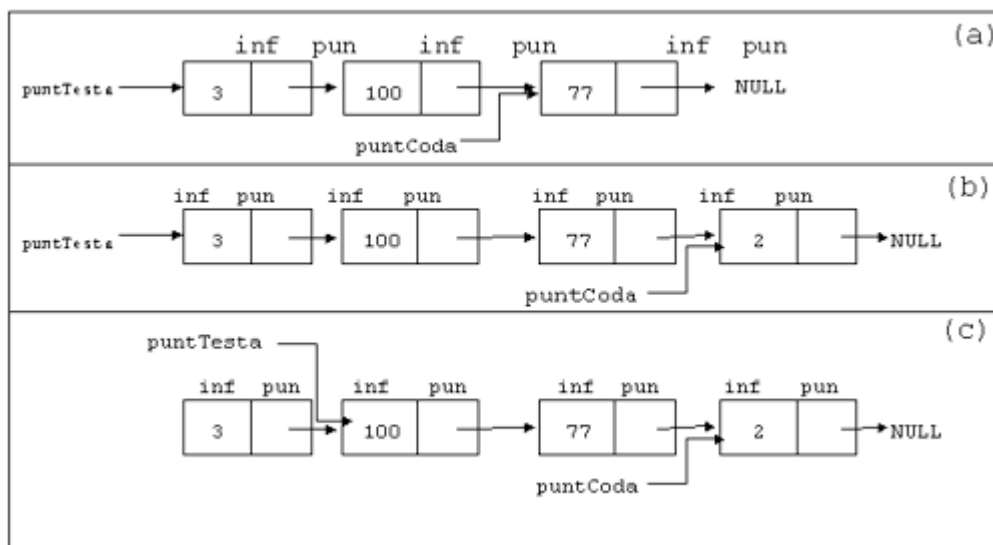 (a)
inf pun inf pun inf pun
puntTesta 3 100 77 NULL
puntCoda
(b)
inf pun inf pun inf pun inf pun
puntTesta 3 100 77 2 NULL
puntCoda
(c)
puntTesta
inf pun inf pun inf pun inf pun
3 100 77 2 NULL
puntCoda